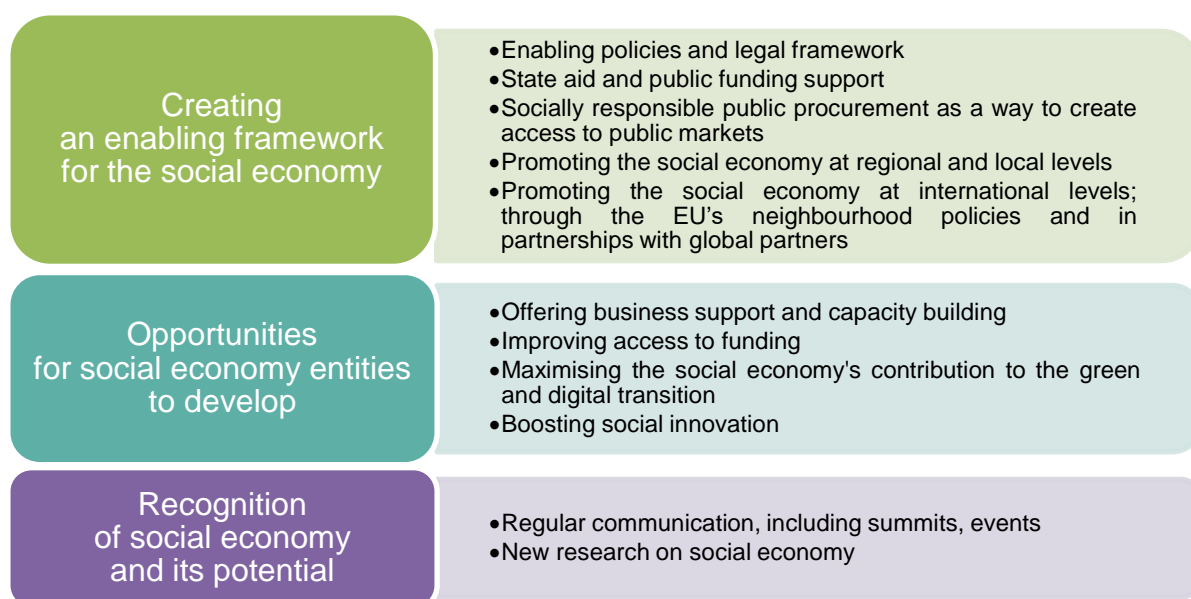 Creating
an enabling framework
for the social economy
•Enabling policies and legal framework
•State aid and public funding support
•Socially responsible public procurement as a way to create
access to public markets
•Promoting the social economy at regional and local levels
•Promoting the social economy at international levels;
through the EU’s neighbourhood policies and in
partnerships with global partners
Opportunities
for social economy entities
to develop
•Offering business support and capacity building
•Improving access to funding
•Maximising the social economy's contribution to the green
and digital transition
•Boosting social innovation
Recognition
of social economy
and its potential
•Regular communication, including summits, events
•New research on social economy